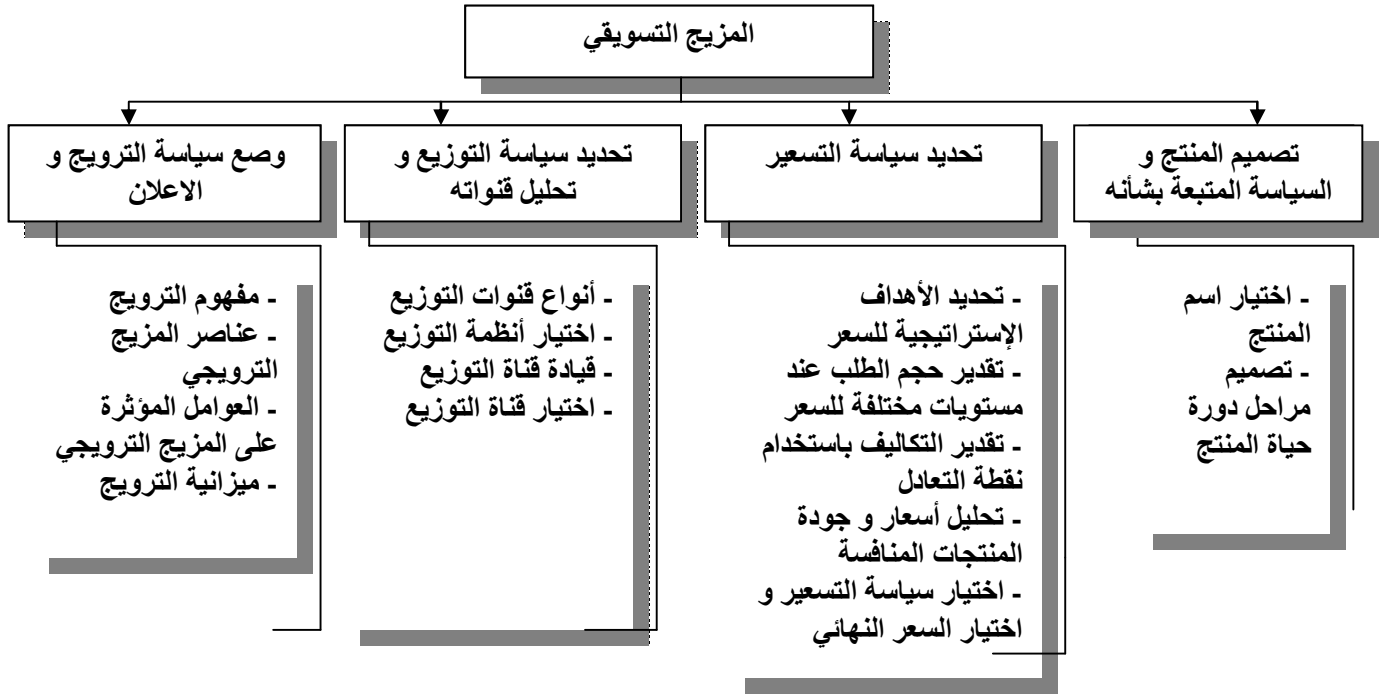 المزيج التسويقي
تصميم المنتج و
السياسة المتبعة بشأنه
تحديد سياسة التسعير
تحديد سياسة التوزيع و
تحليل قنواته
وصع سياسة الترويج و
الاعلان
- اختيار اسم
المنتج
- تصميم
مراحل دورة
حياة المنتج
- تحديد الأهداف
الإستراتيجية للسعر
- تقدير حجم الطلب عند
مستويات مختلفة للسعر
- تقدير التكاليف باستخدام
نقطة التعادل
- تحليل أسعار و جودة
المنتجات المنافسة
- اختيار سياسة التسعير و
اختيار السعر النهائي
- أنواع قنوات التوزيع
- اختيار أنظمة التوزيع
- قيادة قناة التوزيع
- اختيار قناة التوزيع
- مفهوم الترويج
- عناصر المزيج
الترويجي
- العوامل المؤثرة
على المزيج الترويجي
- ميزانية الترويج